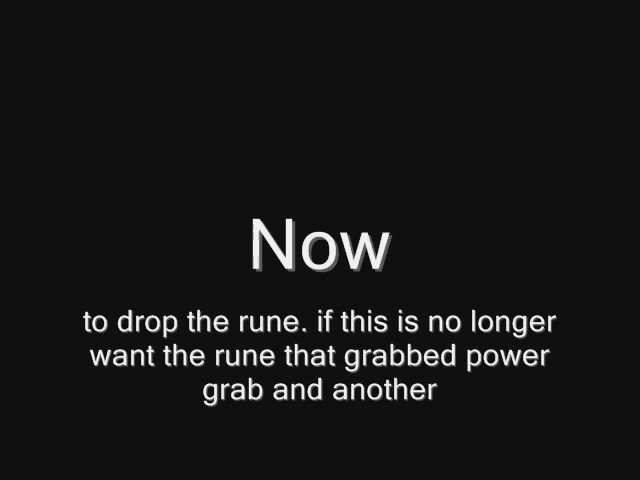 Now
to drop the rune. if this is no longer
want the rune that grabbed power
grab and another